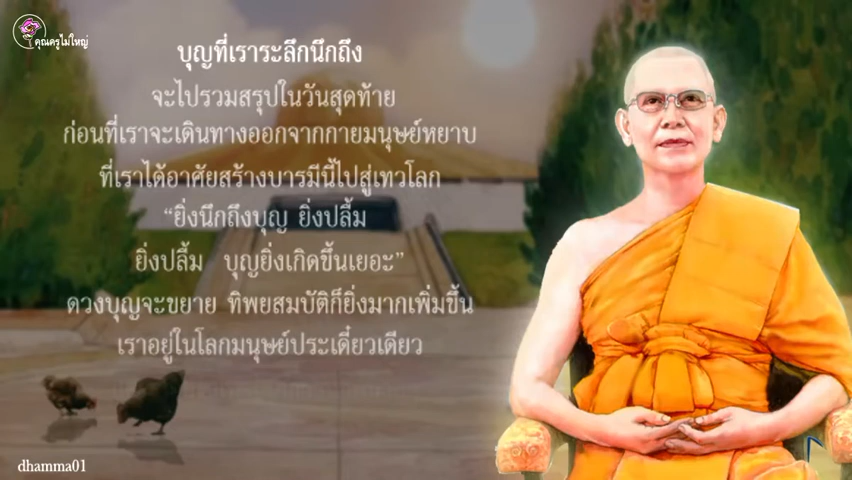 คุณครูไม่ใหญ่
บุญที่เราระลึกนึกถึง
จะไปรวมสรุปในวันสุดท้าย
ก่อนที่เราจะเดินทางออกจากกายมนุษย์หยาบ
ที่เราได้อาศัยสร้างบารมีนี้ไปสู่เทวโลก
“ยิ่งนึกถึงบุญ ยิ่งปลื้ม
ยิ่งปลื้ม บุญยิ่งเกิดขึ้นเยอะ”
ดวงบุญจะขยาย ทิพยสมบัติก็ยิ่งมากเพิ่มขึ้น
เราอยู่ในโลกมนุษย์ประเดี๋ยวเดียว
dhamma01